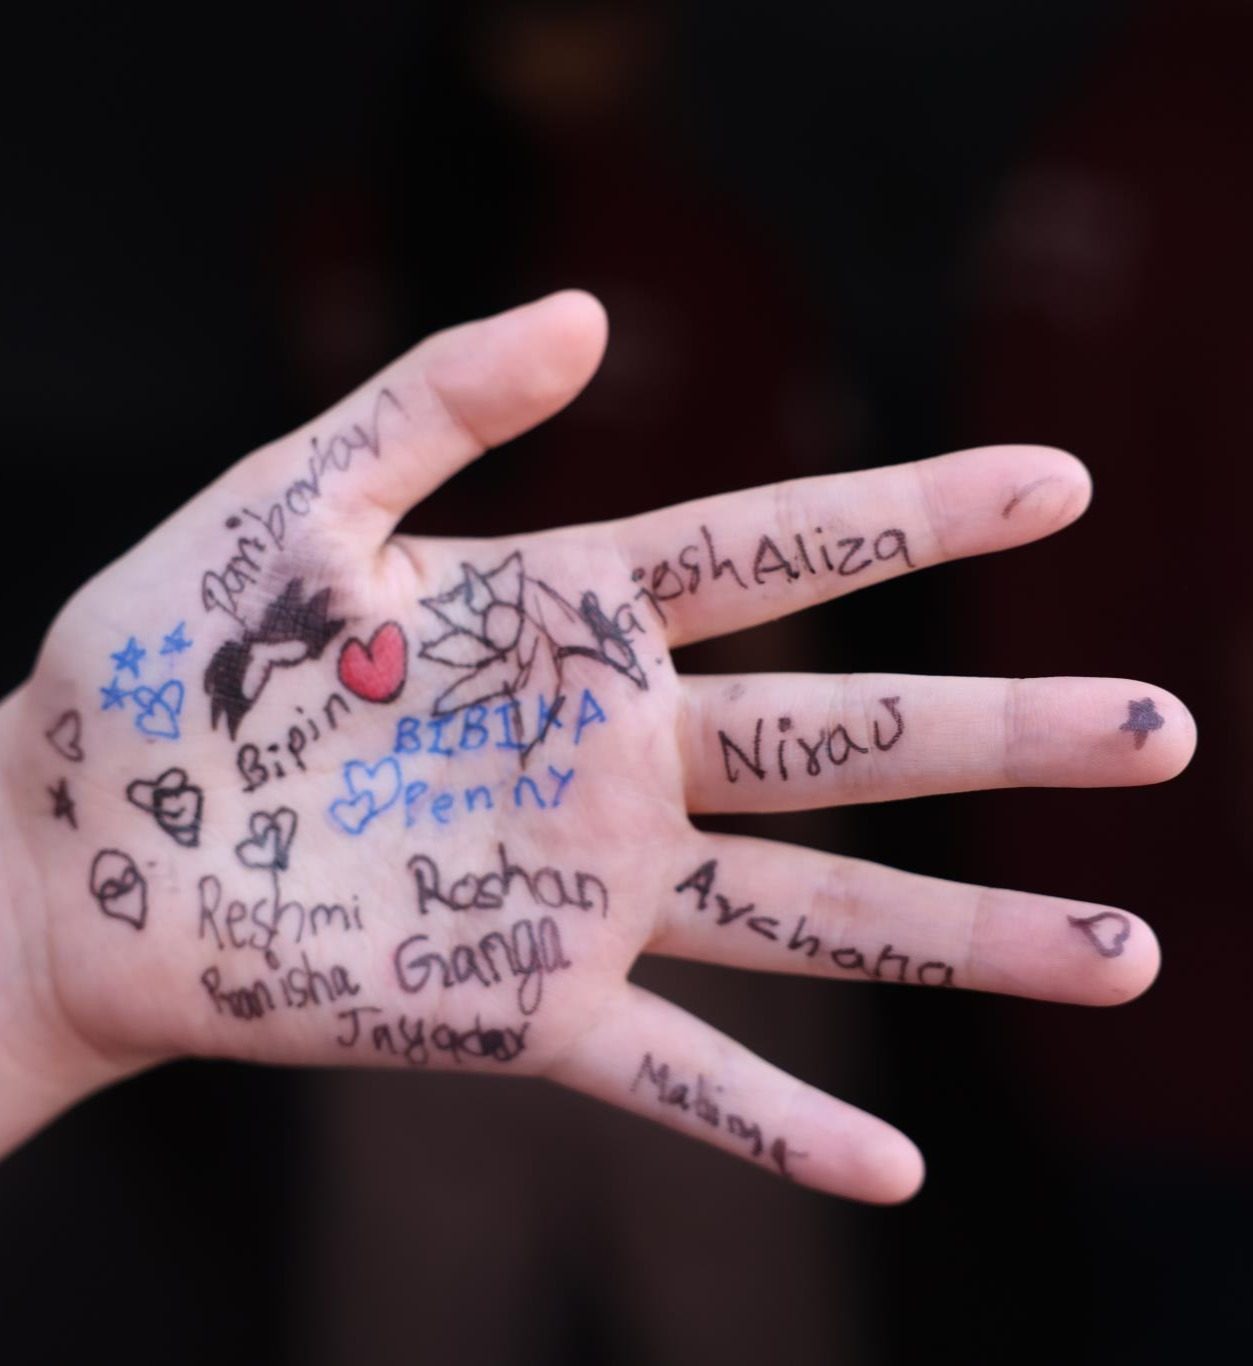 Rajesh Aliza
Niraj
Bipin
BIBIKA
Penny
Archana
Roshan
Reshmi
Ganga
Ranisha